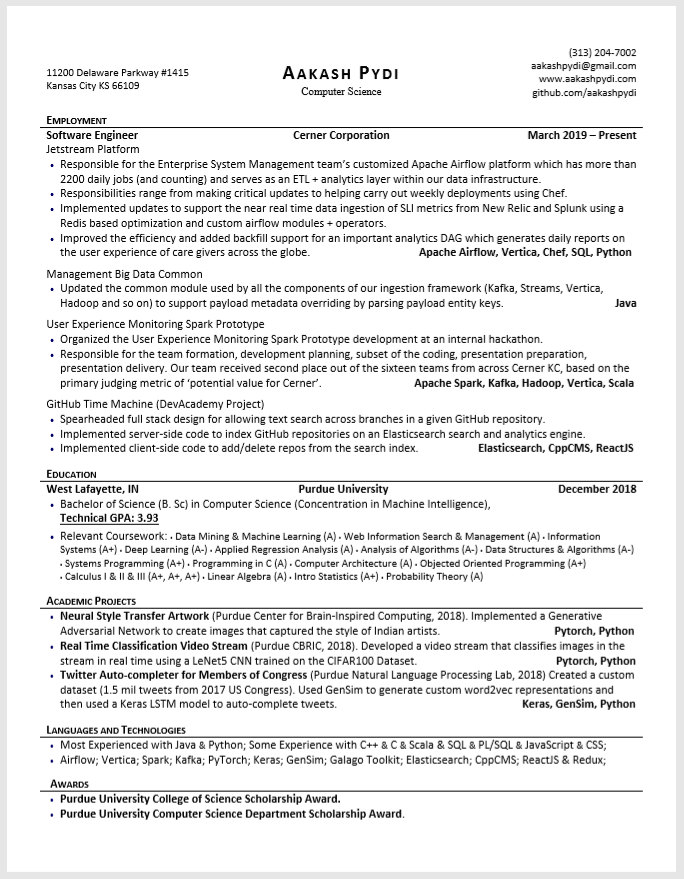 (313) 204-7002
11200 Delaware Parkway #1415 AAKASH PYDI aakashpydi@gmail.com
Kansas City KS 66109 Computer Science www.aakashpydi.com
github.com/aakashpydi
EMPLOYMENT
Software Engineer Cerner Corporation March 2019 – Present
Jetstream Platform
• Responsible for the Enterprise System Management team's customized Apache Airflow platform which has more than
2200 daily jobs (and counting) and serves as an ETL + analytics layer within our data infrastructure.
• Responsibilities range from making critical updates to helping carry out weekly deployments using Chef.
• Implemented updates to support the near real time data ingestion of SLI metrics from New Relic and Splunk using a
Redis based optimization and custom airflow modules + operators.
• Improved the efficiency and added backfill support for an important analytics DAG which generates daily reports on
the user experience of care givers across the globe. Apache Airflow, Vertica, Chef, SQL, Python
Management Big Data Common
• Updated the common module used by all the components of our ingestion framework (Kafka, Streams, Vertica,
Hadoop and so on) to support payload metadata overriding by parsing payload entity keys. Java
User Experience Monitoring Spark Prototype
• Organized the User Experience Monitoring Spark Prototype development at an internal hackathon.
• Responsible for the team formation, development planning, subset of the coding, presentation preparation,
presentation delivery. Our team received second place out of the sixteen teams from across Cerner KC, based on the
primary judging metric of 'potential value for Cerner'. Apache Spark, Kafka, Hadoop, Vertica, Scala
GitHub Time Machine (DevAcademy Project)
• Spearheaded full stack design for allowing text search across branches in a given GitHub repository.
• Implemented server-side code to index GitHub repositories on an Elasticsearch search and analytics engine.
• Implemented client-side code to add/delete repos from the search index. Elasticsearch, CppCMS, ReactJS
EDUCATION
West Lafayette, IN Purdue University December 2018
• Bachelor of Science (B. Sc) in Computer Science (Concentration in Machine Intelligence),
Technical GPA: 3.93
• Relevant Coursework: · Data Mining & Machine Learning (A) · Web Information Search & Management (A) · Information
Systems (A+) · Deep Learning (A-) · Applied Regression Analysis (A) · Analysis of Algorithms (A-) · Data Structures & Algorithms (A-)
· Systems Programming (A+) · Programming in C (A) · Computer Architecture (A) · Objected Oriented Programming (A+)
· Calculus I & II & III (A+, A+, A+) · Linear Algebra (A) · Intro Statistics (A+) · Probability Theory (A)
ACADEMIC PROJECTS
• Neural Style Transfer Artwork (Purdue Center for Brain-Inspired Computing, 2018). Implemented a Generative
Adversarial Network to create images that captured the style of Indian artists. Pytorch, Python
• Real Time Classification Video Stream (Purdue CBRIC, 2018). Developed a video stream that classifies images in the
stream in real time using a LeNet5 CNN trained on the CIFAR100 Dataset. Pytorch, Python
• Twitter Auto-completer for Members of Congress (Purdue Natural Language Processing Lab, 2018) Created a custom
dataset (1.5 mil tweets from 2017 US Congress). Used GenSim to generate custom word2vec representations and
then used a Keras LSTM model to auto-complete tweets. Keras, GenSim, Python
LANGUAGES AND TECHNOLOGIES
• Most Experienced with Java & Python; Some Experience with C++ & C & Scala & SQL & PL/SQL & JavaScript & CSS;
• Airflow; Vertica; Spark; Kafka; PyTorch; Keras; GenSim; Galago Toolkit; Elasticsearch; CppCMS; ReactJS & Redux;
AWARDS
• Purdue University College of Science Scholarship Award.
• Purdue University Computer Science Department Scholarship Award.